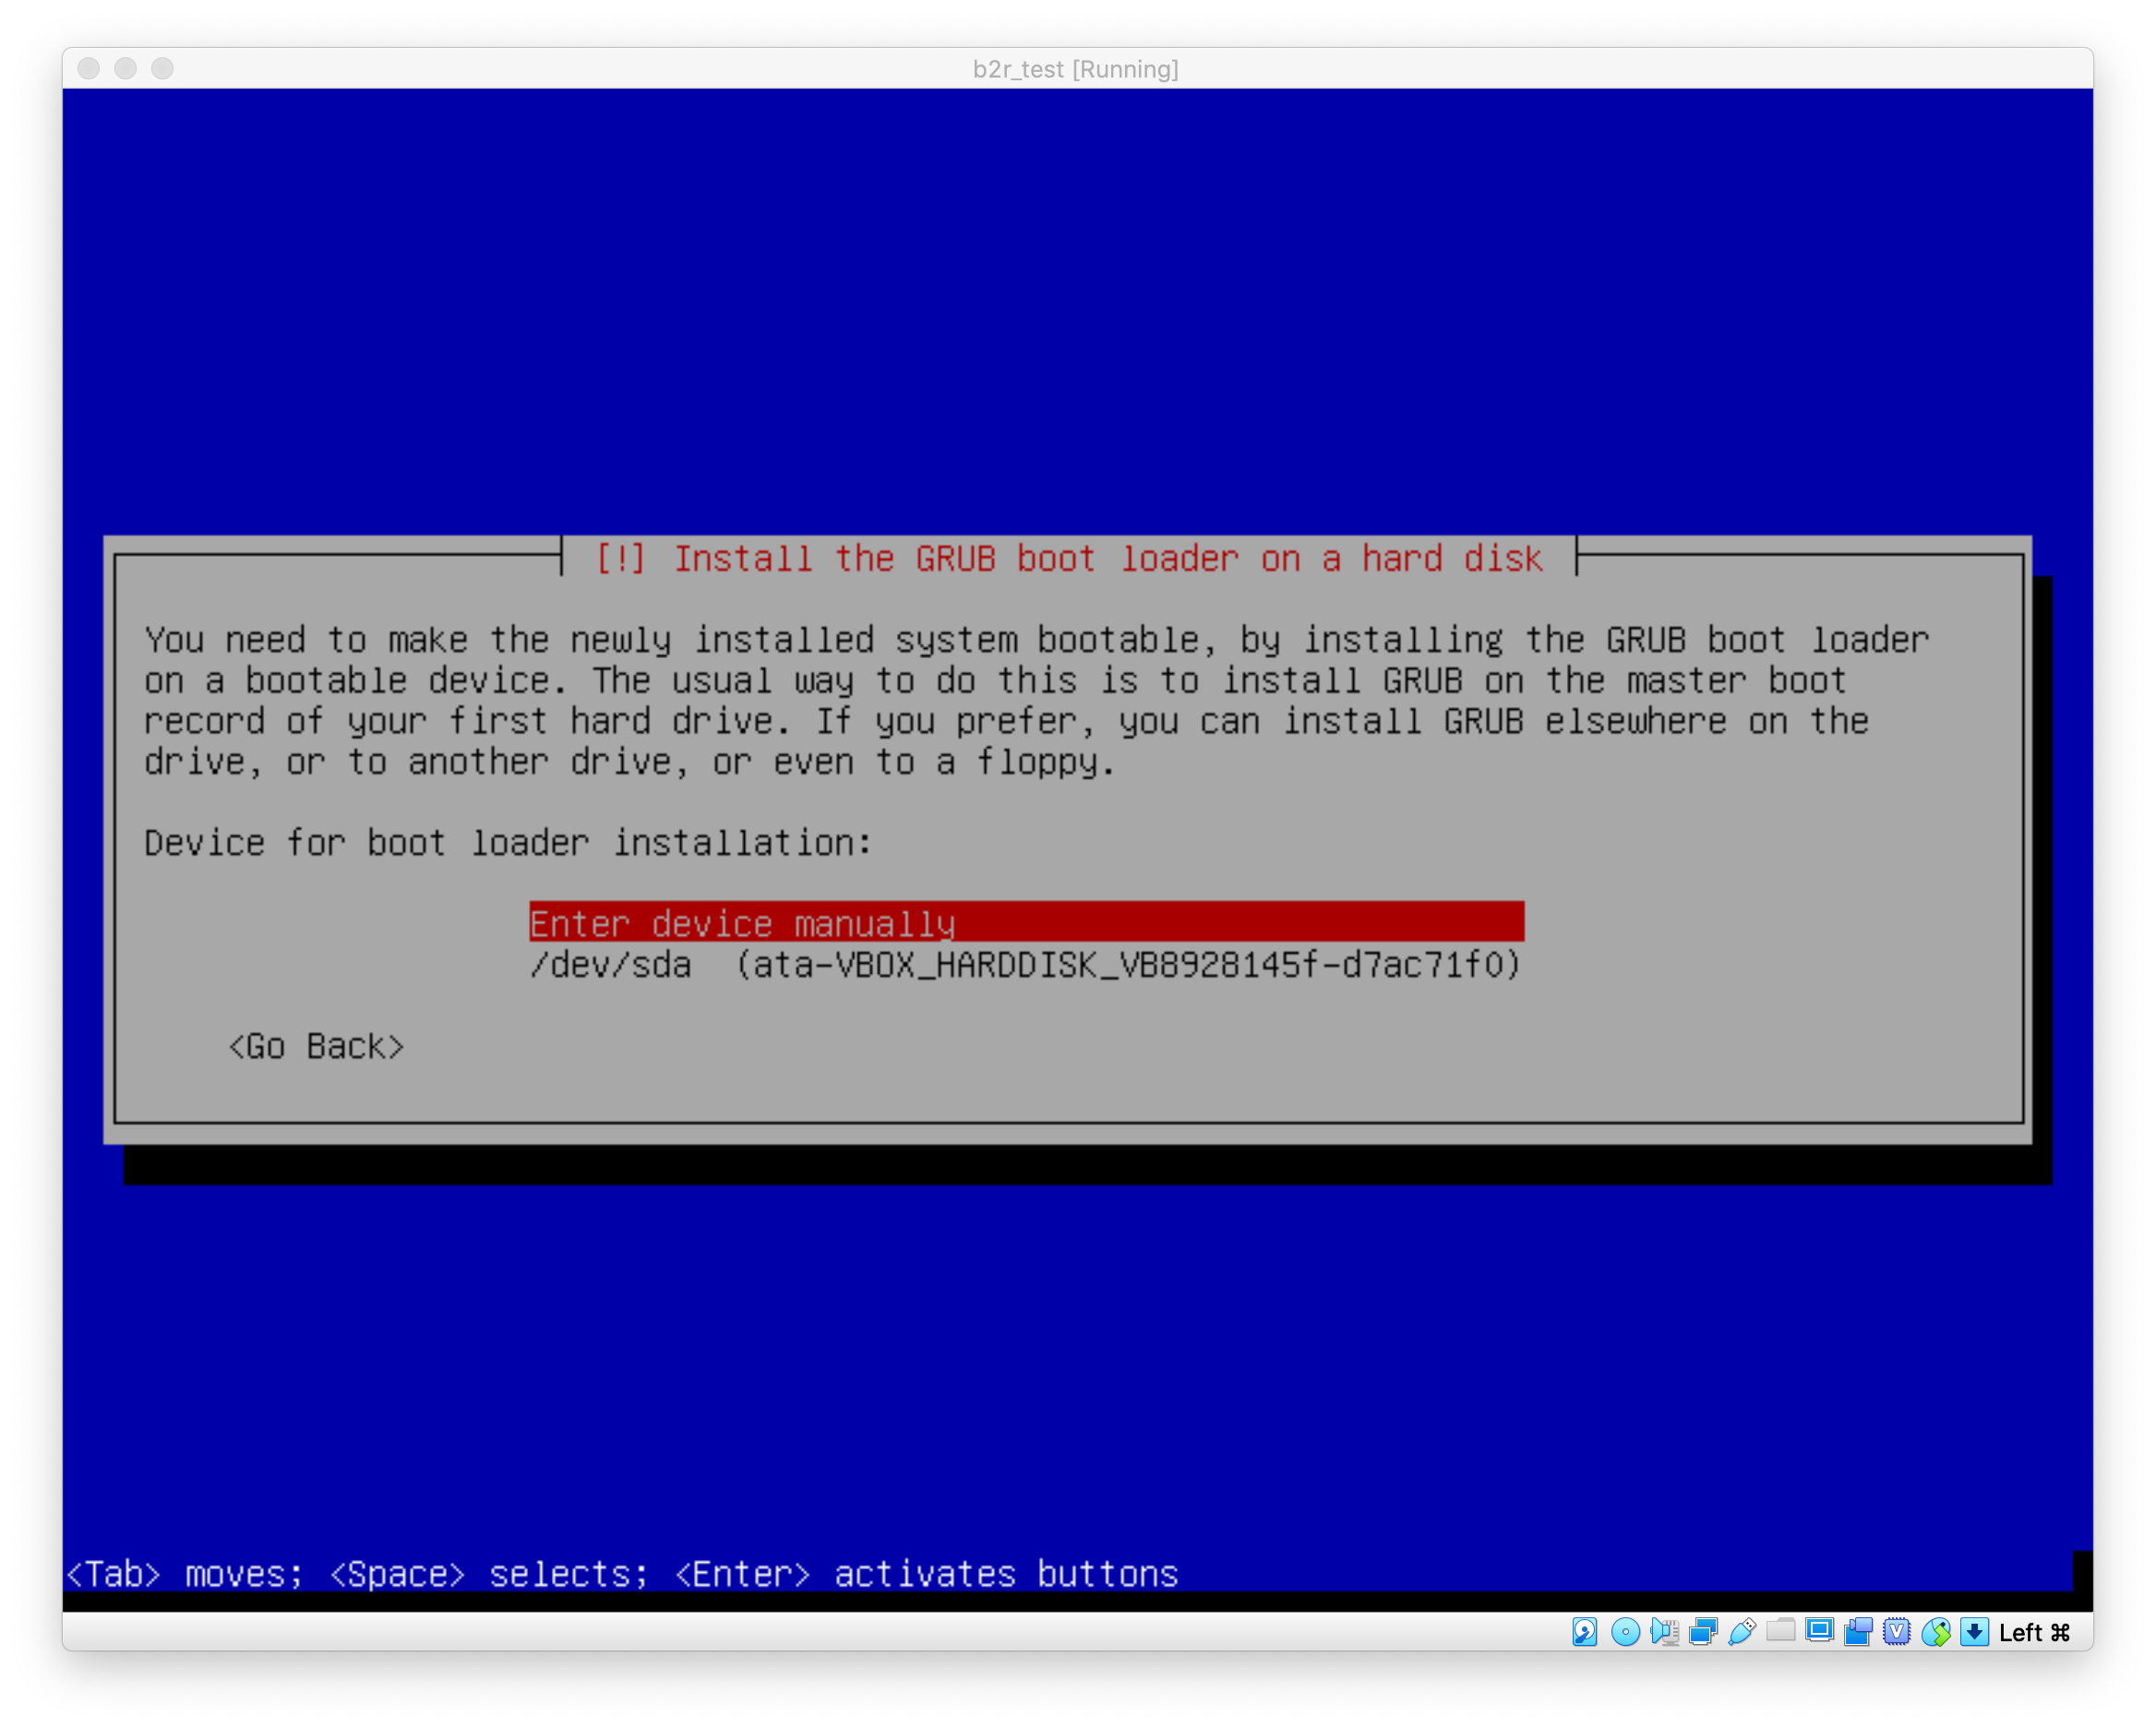 b2r_test [Running]
[!] Install the GRUB boot loader on a hard disk
You need to make the newly installed system bootable, by installing the GRUB boot loader
on a bootable device. The usual way to do this is to install GRUB on the master boot
record of your first hard drive. If you prefer, you can install GRUB elsewhere on the
drive, or to another drive, or even to a floppy.
Device for boot loader installation:
Enter device manually
/dev/sda  (ata-VBOX_HARDDISK_VB8928145f-d7ac71f0)
<Go Back>
<Tab> moves; <Space> selects; <Enter> activates buttons
Left ⌘